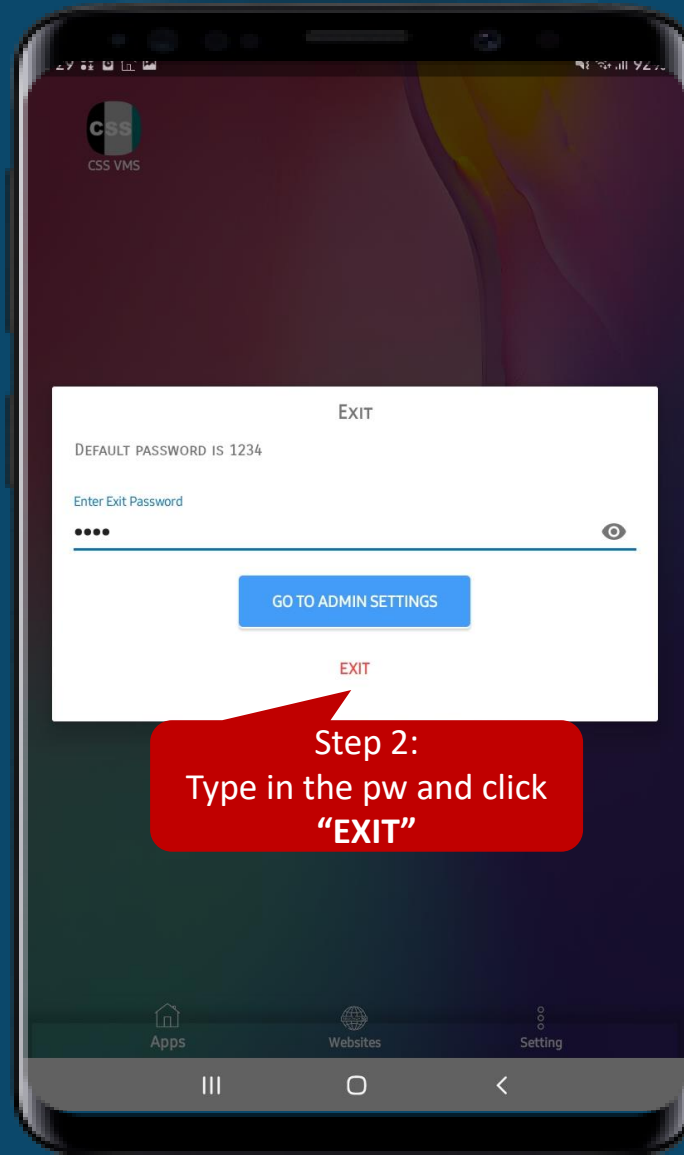 CSS
CSS VMS
EXIT
DEFAULT PASSWORD IS 1234
Enter Exit Password
••••
GO TO ADMIN SETTINGS
EXIT
Step 2:
Type in the pw and click
“EXIT”
Apps
Websites
Setting